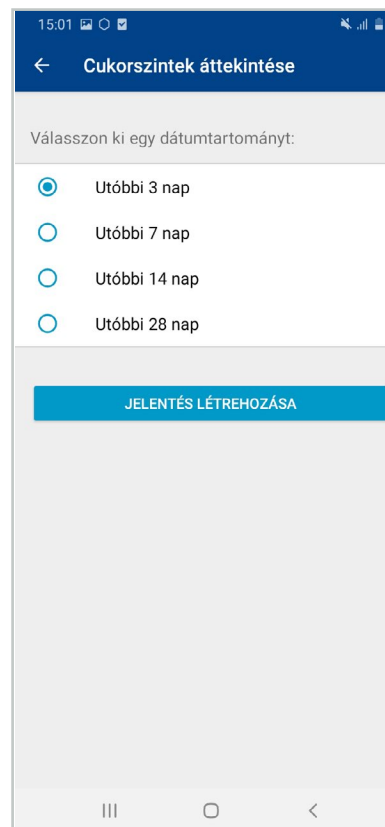 15:01
Cukorszintek áttekintése
Válasszon ki egy dátumtartományt:
Utóbbi 3 nap
Utóbbi 7 nap
Utóbbi 14 nap
Utóbbi 28 nap
JELENTÉS LÉTREHOZÁSA